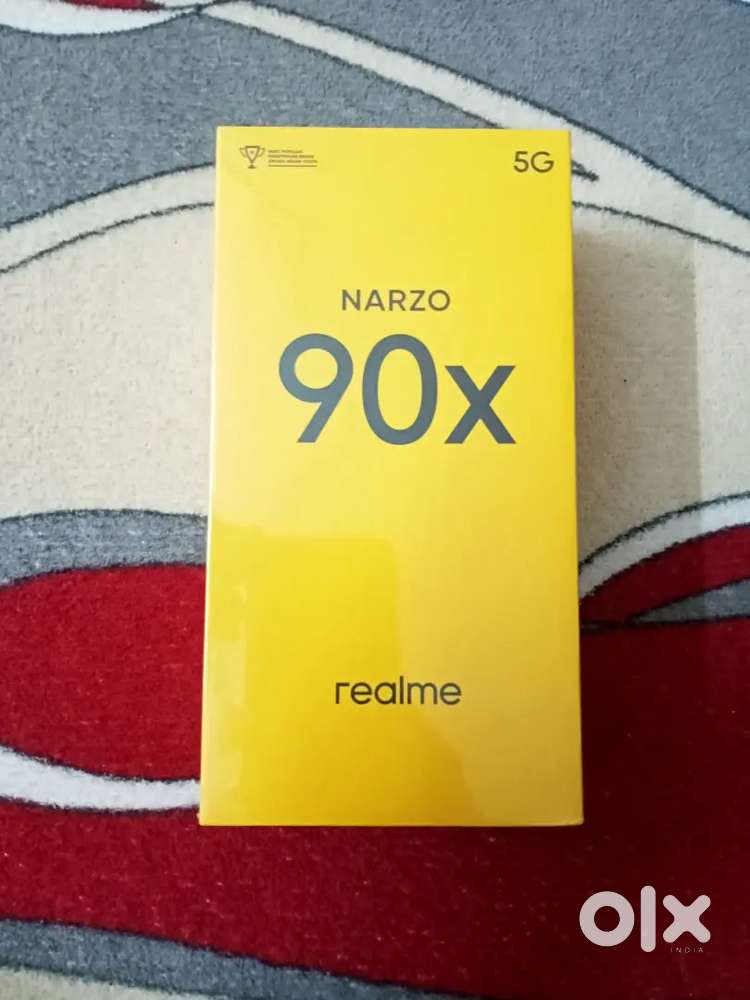 5G
NARZO
90x
realme
olx
INDIA